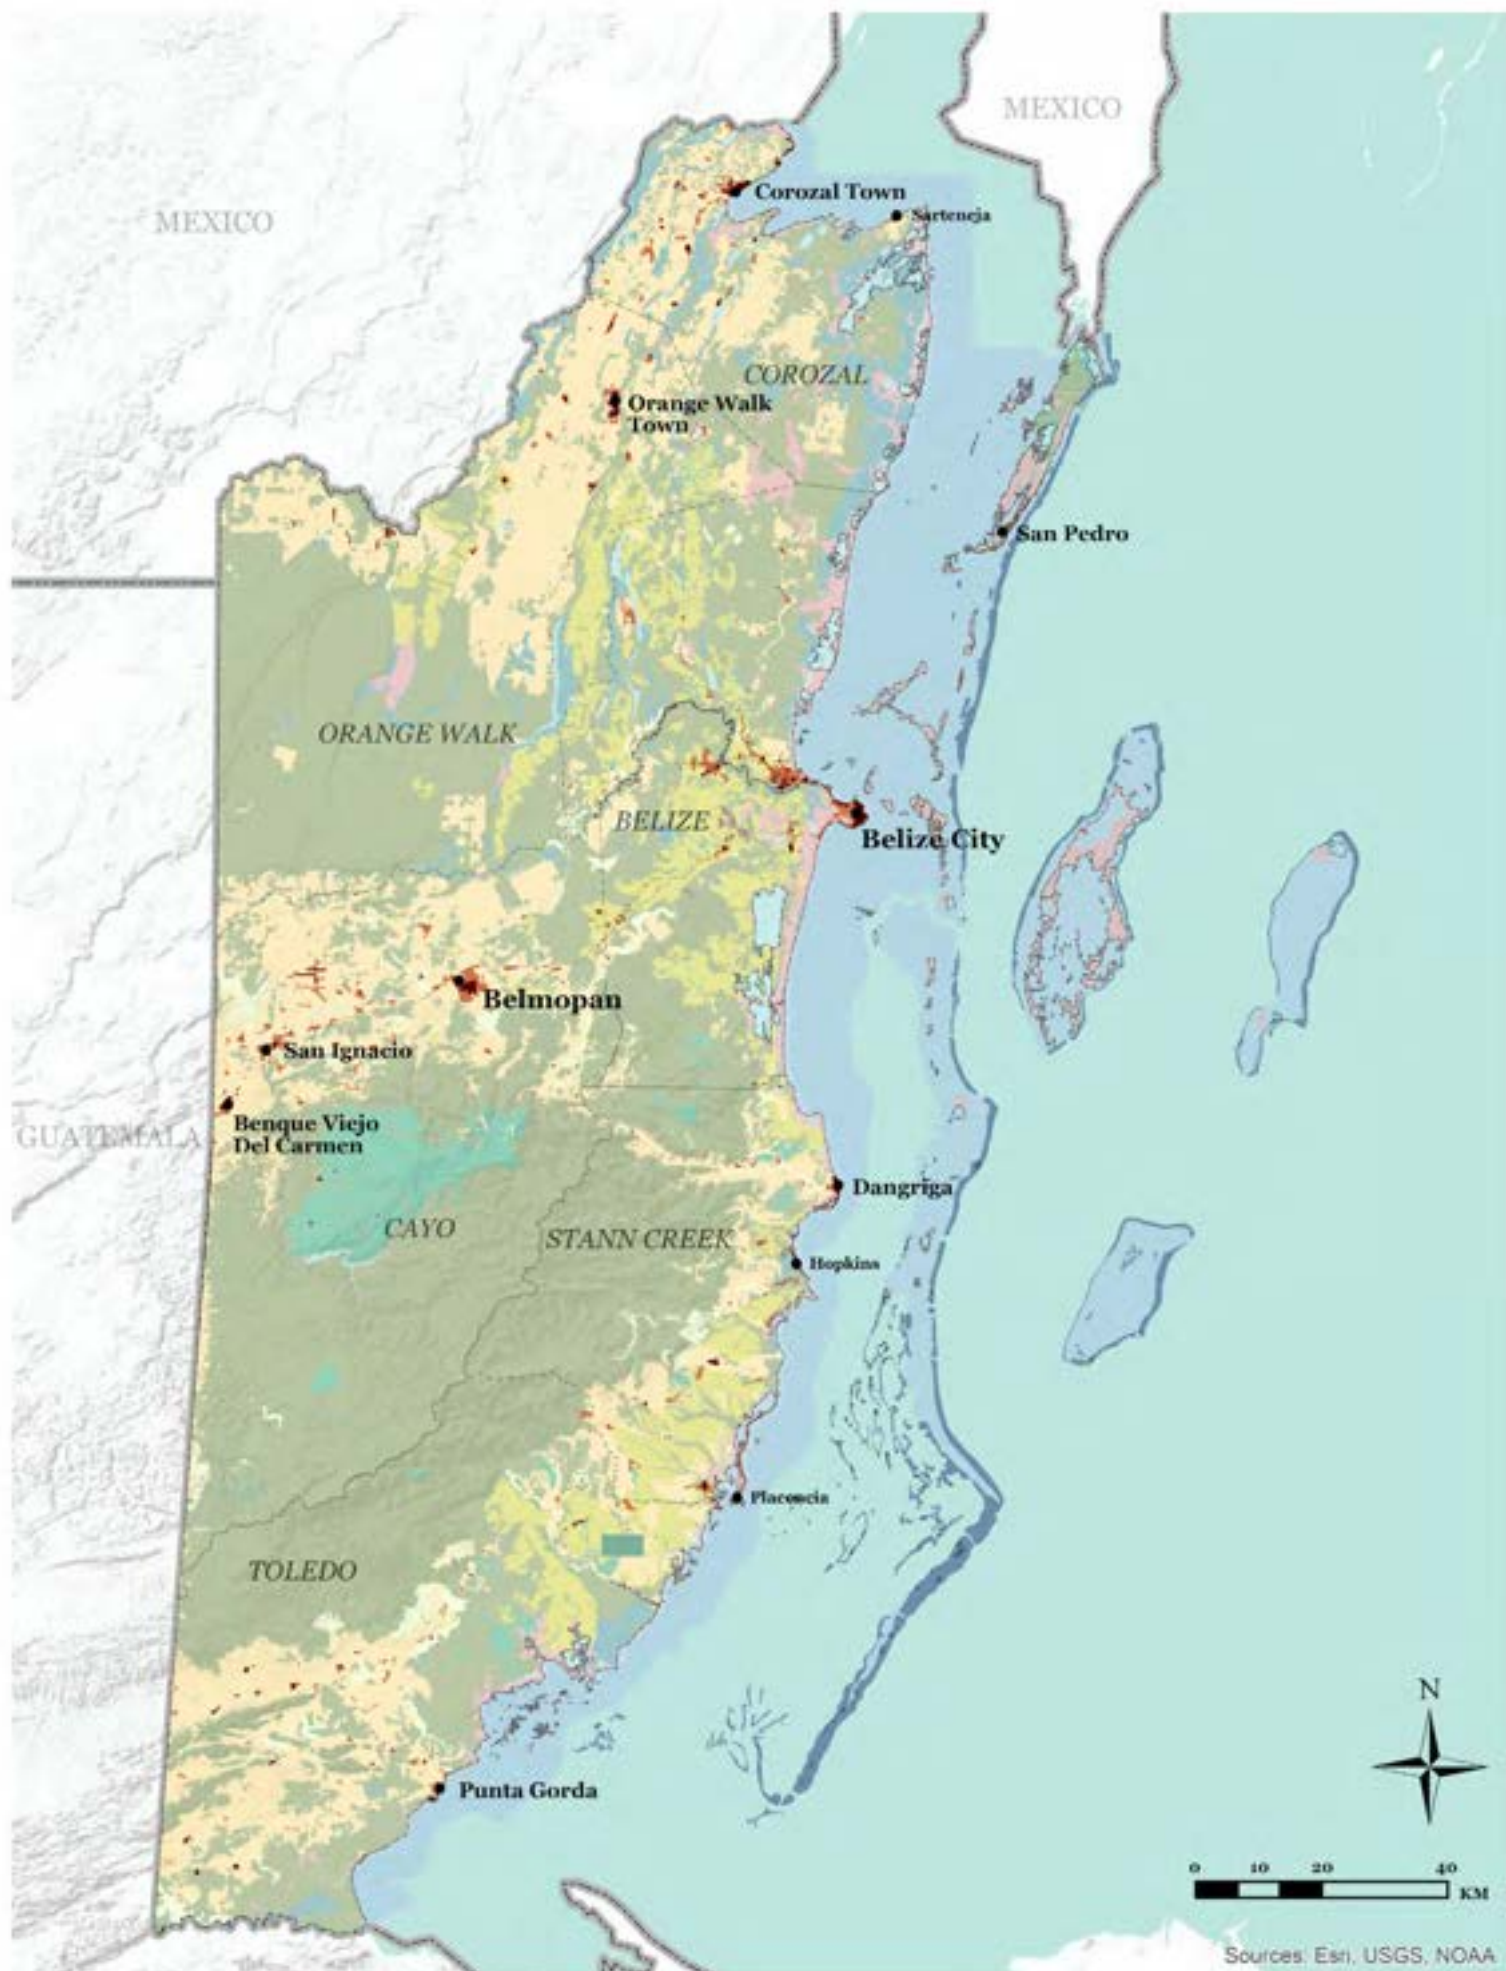 MEXICO
MEXICO
Corozal Town
Sarteneja
COROZAL
Orange Walk
Town
San Pedro
ORANGE WALK
BELIZE
Belize City
Belmopan
San Ignacio
Benque Viejo
Del Carmen
GUATEMALA
Dangriga
CAYO
STANN CREEK
Hopkins
Placencia
TOLEDO
N
Punta Gorda
0 10 20 40
KM
Sources: Esri, USGS, NOAA